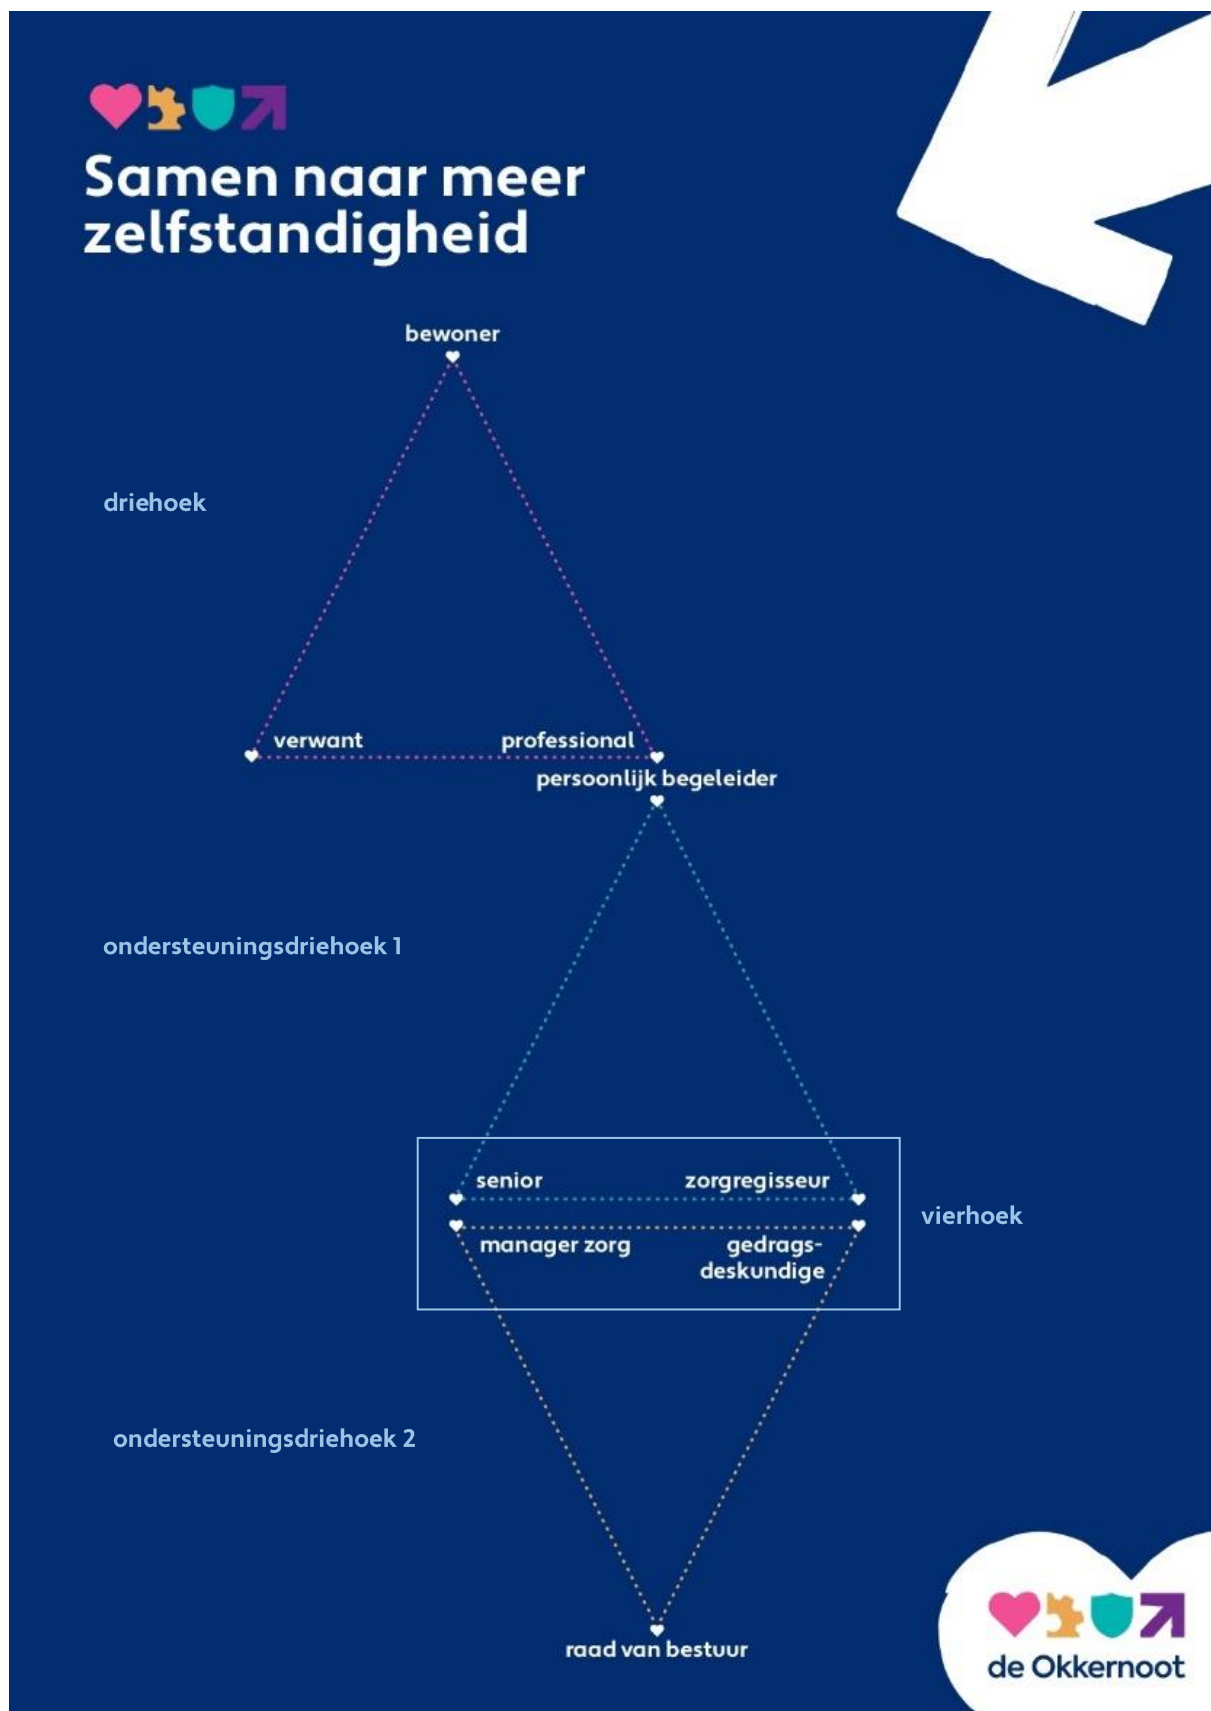 Samen naar meer
zelfstandigheid
bewoner
driehoek
verwant
professional
persoonlijk begeleider
ondersteuningsdriehoek 1
senior
zorgregisseur
vierhoek
manager zorg
gedrags-
deskundige
ondersteuningsdriehoek 2
raad van bestuur
de Okkernoot